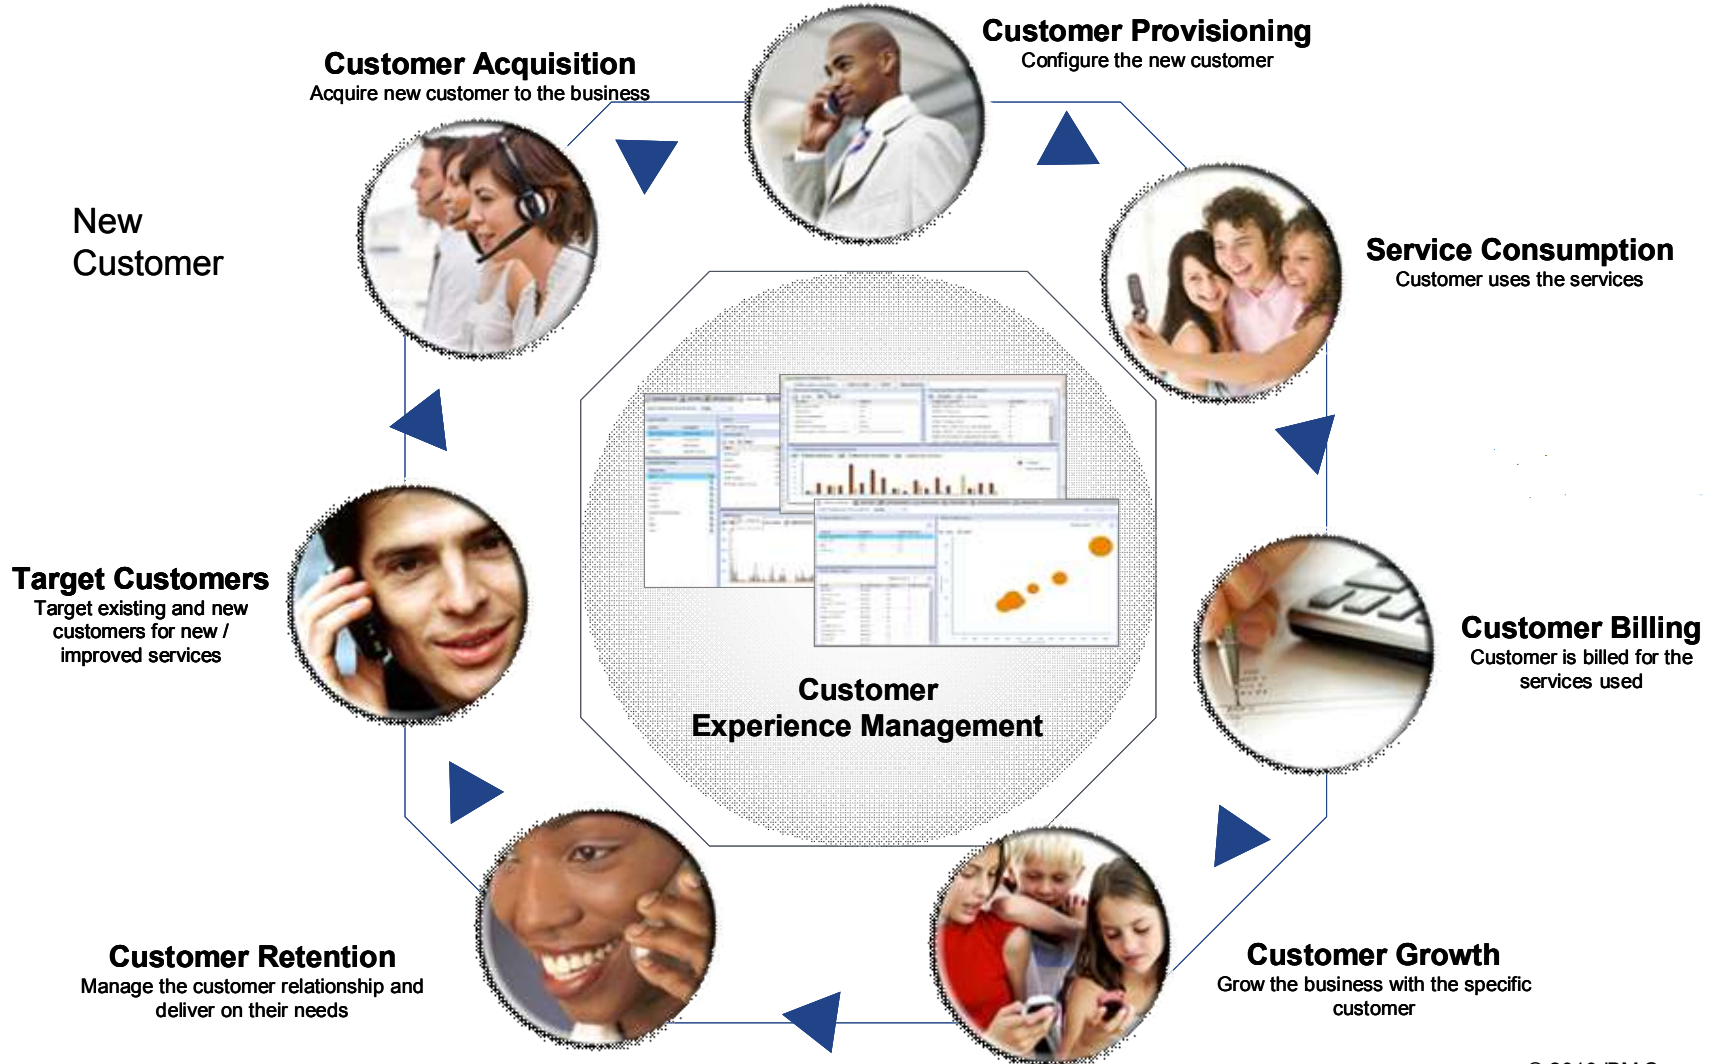 Customer Provisioning
Configure the new customer
Customer Acquisition
Acquire new customer to the business
New
Customer
Service Consumption
Customer uses the services
Target Customers
Target existing and new
customers for new /
improved services
Customer Billing
Customer is billed for the
services used
Customer
Experience Management
Customer Retention
Manage the customer relationship and
deliver on their needs
Customer Growth
Grow the business with the specific
customer